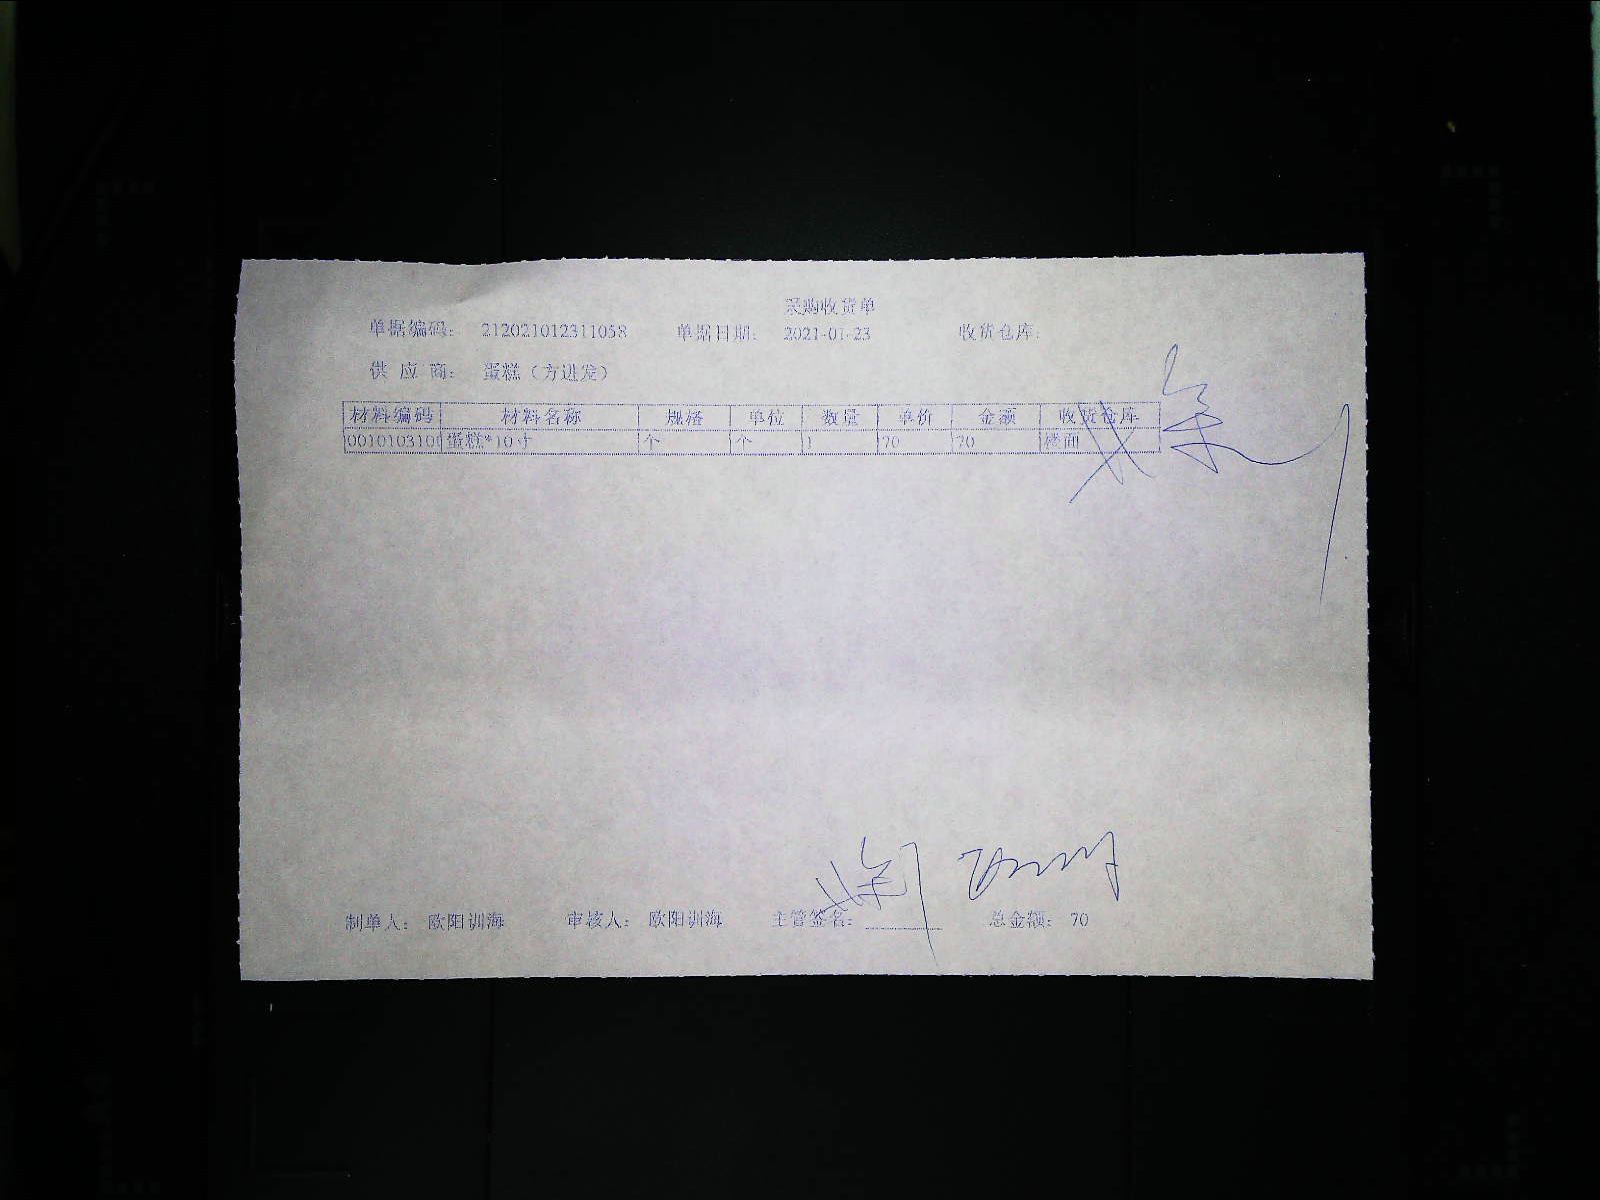 采购收货单
单据编码： 212021012311058 单据日期： 2021-01-23 收货仓库：
供 应 商： 蛋糕（方进发）
材料编码 材料名称 规格 单位 数量 单价 金额 收货仓库
0010103100 蛋糕*10寸 个 个 1 70 70 楼面
制单人： 欧阳训海 审核人： 欧阳训海 主管签名： 总金额： 70